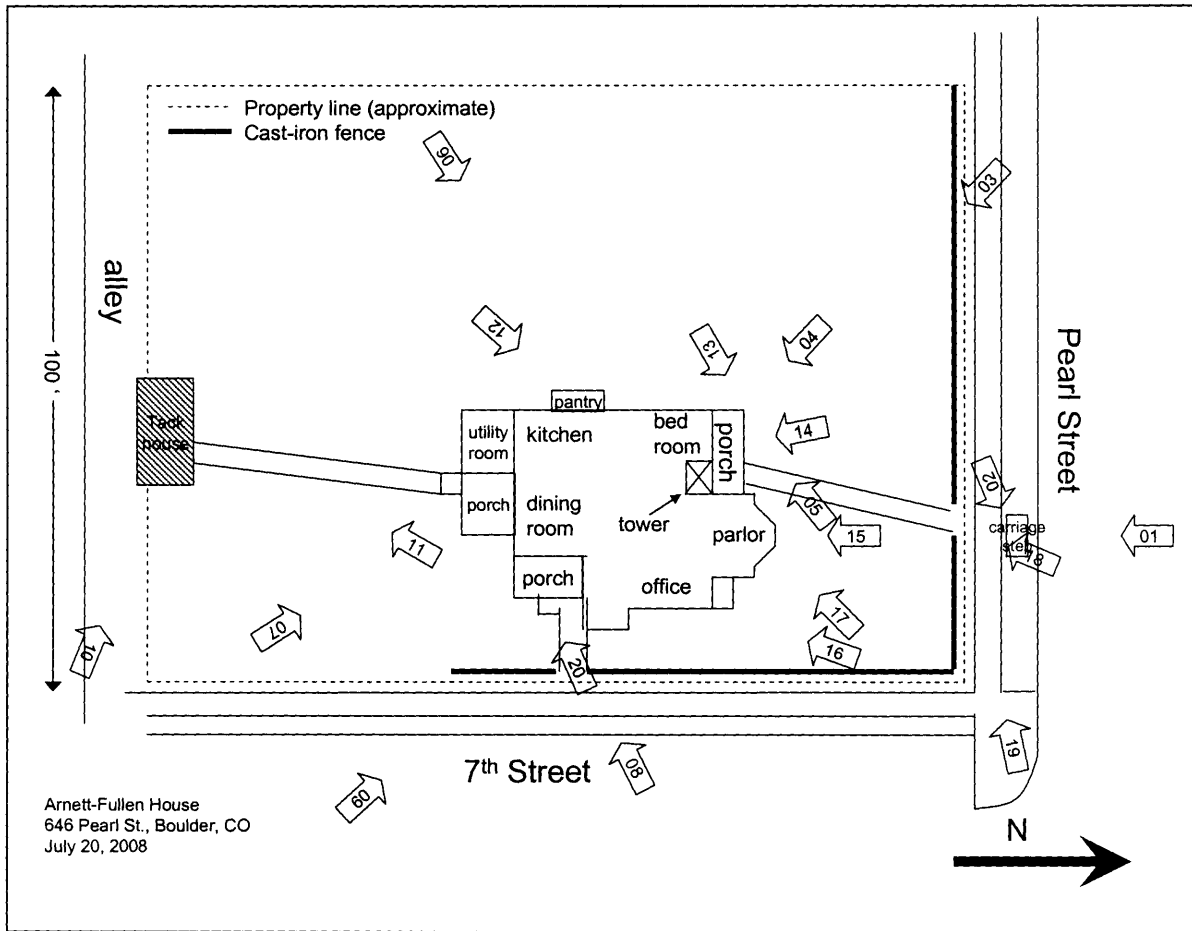 Property line (approximate)
Cast-iron fence
06
03
alley
100 '
Pearl Street
12
13
04
Tack
house
pantry
utility
room
kitchen
bed
room
porch
14
02
porch
dining
room
tower
05
parlor
15
carriage
step
18
01
11
porch
office
07
17
16
10
20
19
7th Street
08
09
Arnett-Fullen House
646 Pearl St., Boulder, CO
July 20, 2008
N